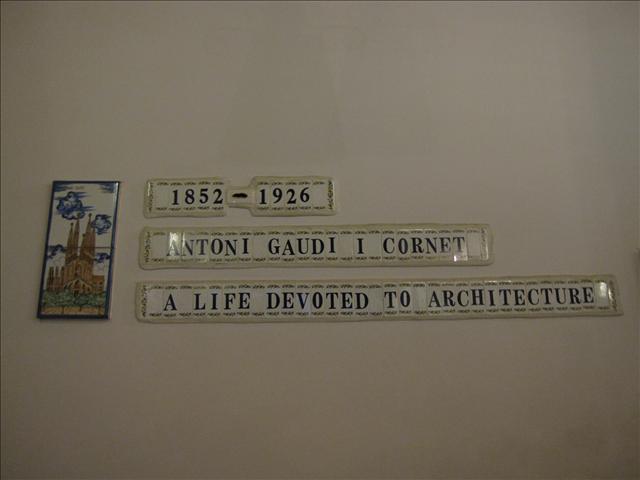 1852 - 1926
ANTONI GAUDI I CORNET
A LIFE DEVOTED TO ARCHITECTURE